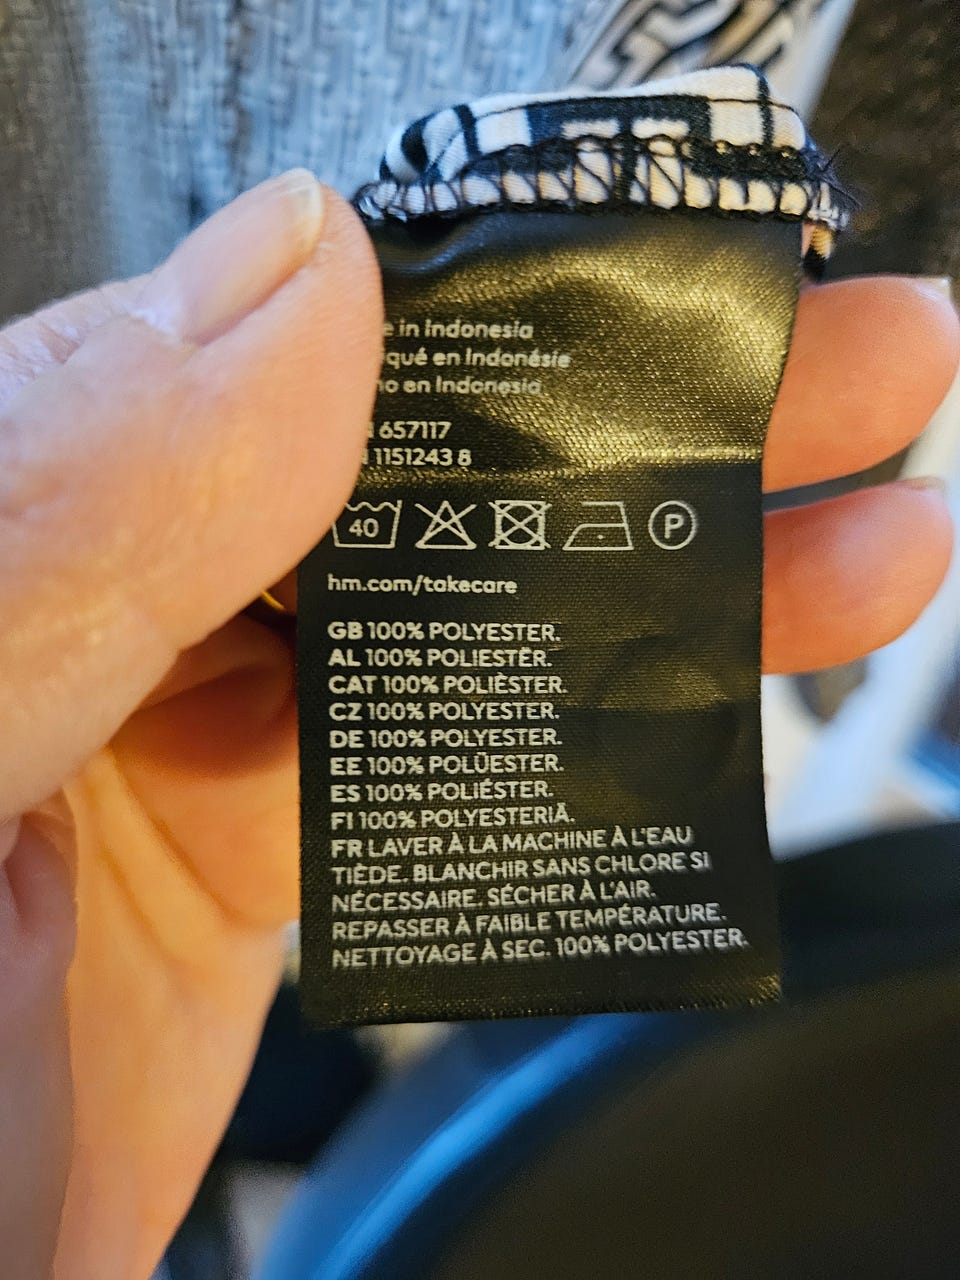 in Indonesia
en Indonésie
en Indonesia
657117
1151243 8
40 P
hm.com/takecare
GB 100% POLYESTER.
AL 100% POLIESTËR.
CAT 100% POLIÈSTER.
CZ 100% POLYESTER.
DE 100% POLYESTER.
EE 100% POLÜESTER.
ES 100% POLIÉSTER.
FI 100% POLYESTERIÄ.
FR LAVER À LA MACHINE À L'EAU
TIÈDE. BLANCHIR SANS CHLORE SI
NÉCESSAIRE. SÉCHER À L'AIR.
REPASSER À FAIBLE TEMPÉRATURE.
NETTOYAGE À SEC. 100% POLYESTER.